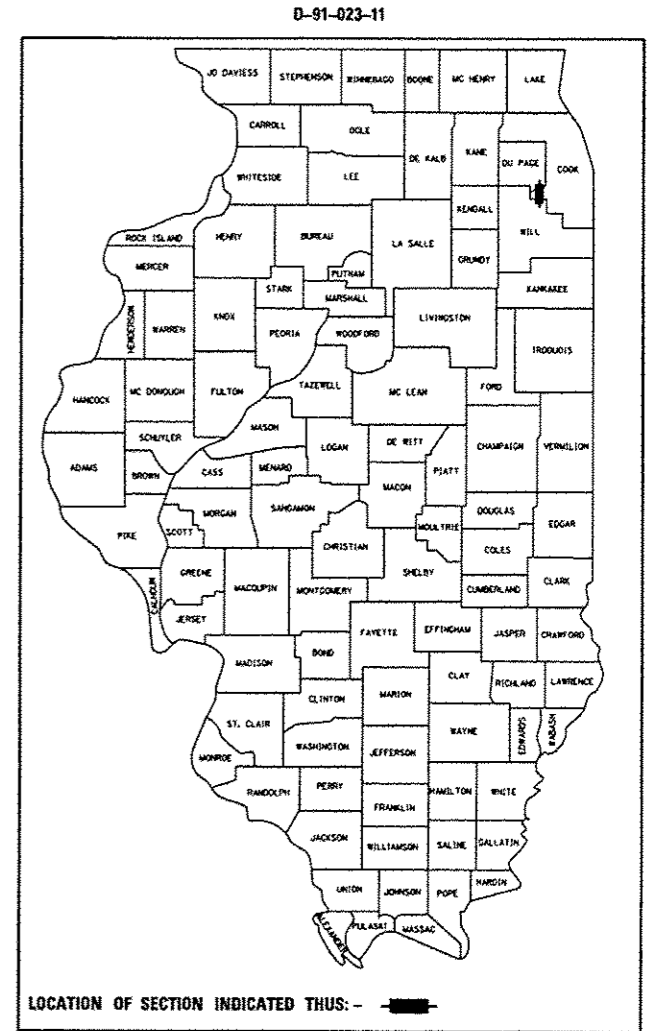 D-91-023-11
JO DAVIESS STEPHENSON WINNEBAGO BOONE MC HENRY LAKE
CARROLL OGLE
DE KALB KANE DU PAGE COOK
WHITESIDE LEE
KENDALL WILL
ROCK ISLAND HENRY BUREAU LA SALLE GRUNDY
MERCER PUTNAM
STARK MARSHALL KANKAKEE
HENDERSON WARREN KNOX PEORIA WOODFORD LIVINGSTON IROQUOIS
HANCOCK MC DONOUGH FULTON TAZEWELL MC LEAN FORD
MASON
SCHUYLER LOGAN DE WITT CHAMPAIGN VERMILION
ADAMS BROWN CASS MENARD PIATT
MACON
MORGAN SANGAMON DOUGLAS EDGAR
PIKE SCOTT MOULTRIE
CHRISTIAN COLES
GREENE SHELBY
CALHOUN MACOUPIN MONTGOMERY CUMBERLAND CLARK
JERSEY
FAYETTE EFFINGHAM JASPER CRAWFORD
BOND
MADISON CLAY RICHLAND LAWRENCE
CLINTON MARION
ST. CLAIR WAYNE EDWARDS WABASH
WASHINGTON JEFFERSON
MONROE
RANDOLPH PERRY HAMILTON WHITE
FRANKLIN
JACKSON WILLIAMSON SALINE GALLATIN
UNION JOHNSON POPE HARDIN
ALEXANDER PULASKI MASSAC
LOCATION OF SECTION INDICATED THUS: -